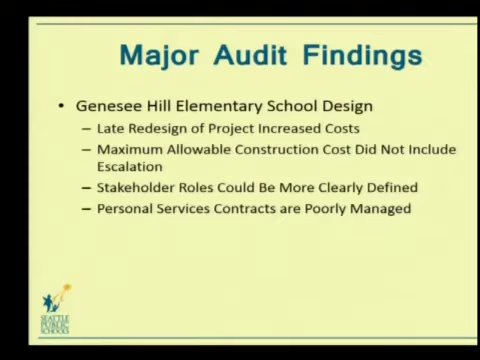 Major Audit Findings
• Genesee Hill Elementary School Design
– Late Redesign of Project Increased Costs
– Maximum Allowable Construction Cost Did Not Include
Escalation
– Stakeholder Roles Could be More Clearly Defined
– Personal Services Contracts are Poorly Managed
SEATTLE
PUBLIC
SCHOOLS